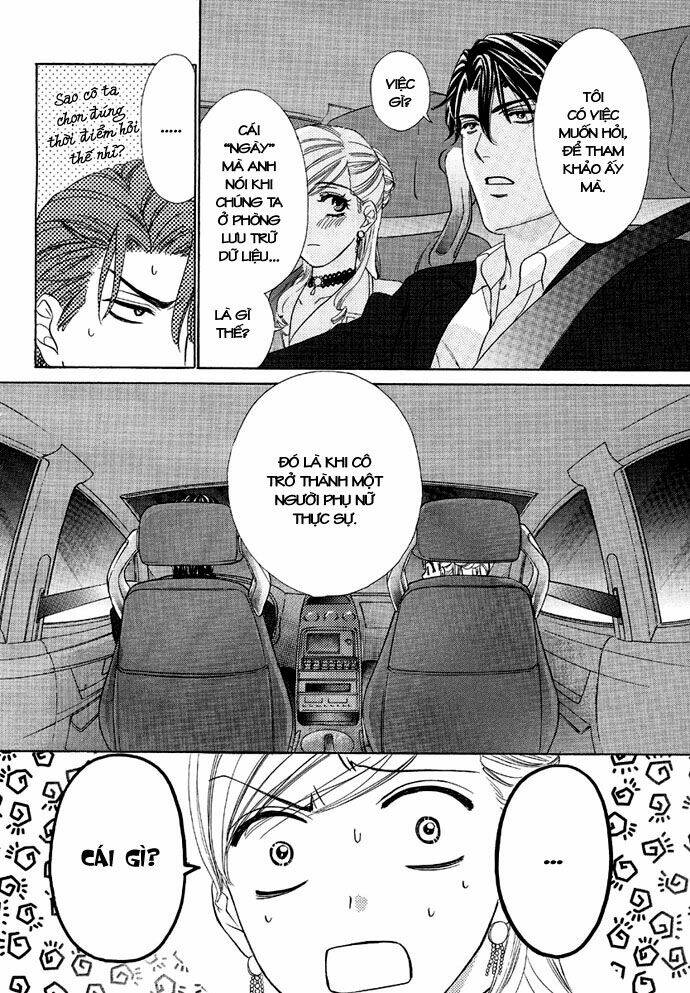 TÔI
CÓ VIỆC
MUỐN HỎI,
ĐỂ THAM
KHẢO ẤY
MÀ.
VIỆC
GÌ?
CÁI
"NGÀY"
MÀ ANH
NÓI KHI
CHÚNG TA
Ở PHÒNG
LƯU TRỮ
DỮ LIỆU...
LÀ GÌ
THẾ?
.....
Sao cô ta
chọn đúng
thời điểm hỏi
thế nhỉ?
ĐÓ LÀ KHI CÔ
TRỞ THÀNH MỘT
NGƯỜI PHỤ NỮ
THỰC SỰ.
...
CÁI GÌ?